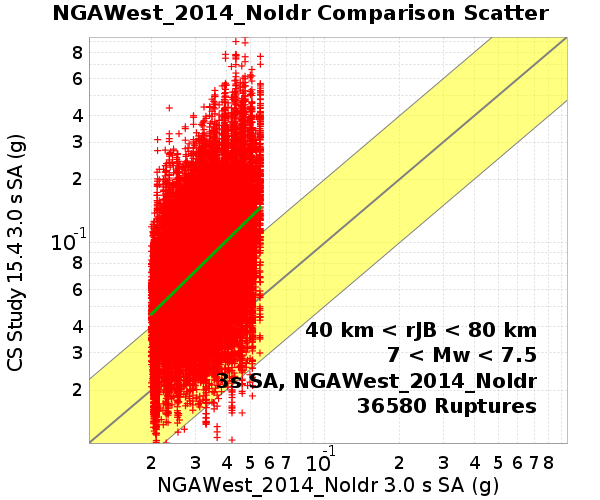 NGAWest_2014_NoIdr Comparison Scatter
CS Study 15.4 3.0 s SA (g)
8
6
4
3
2
10-1
8
6
4
3
2
40 km < rJB < 80 km
7 < Mw < 7.5
3s SA, NGAWest_2014_NoIdr
36580 Ruptures
2 3 4 5 6 7 10-1 2 3 4 5 6 7 8
NGAWest_2014_NoIdr 3.0 s SA (g)